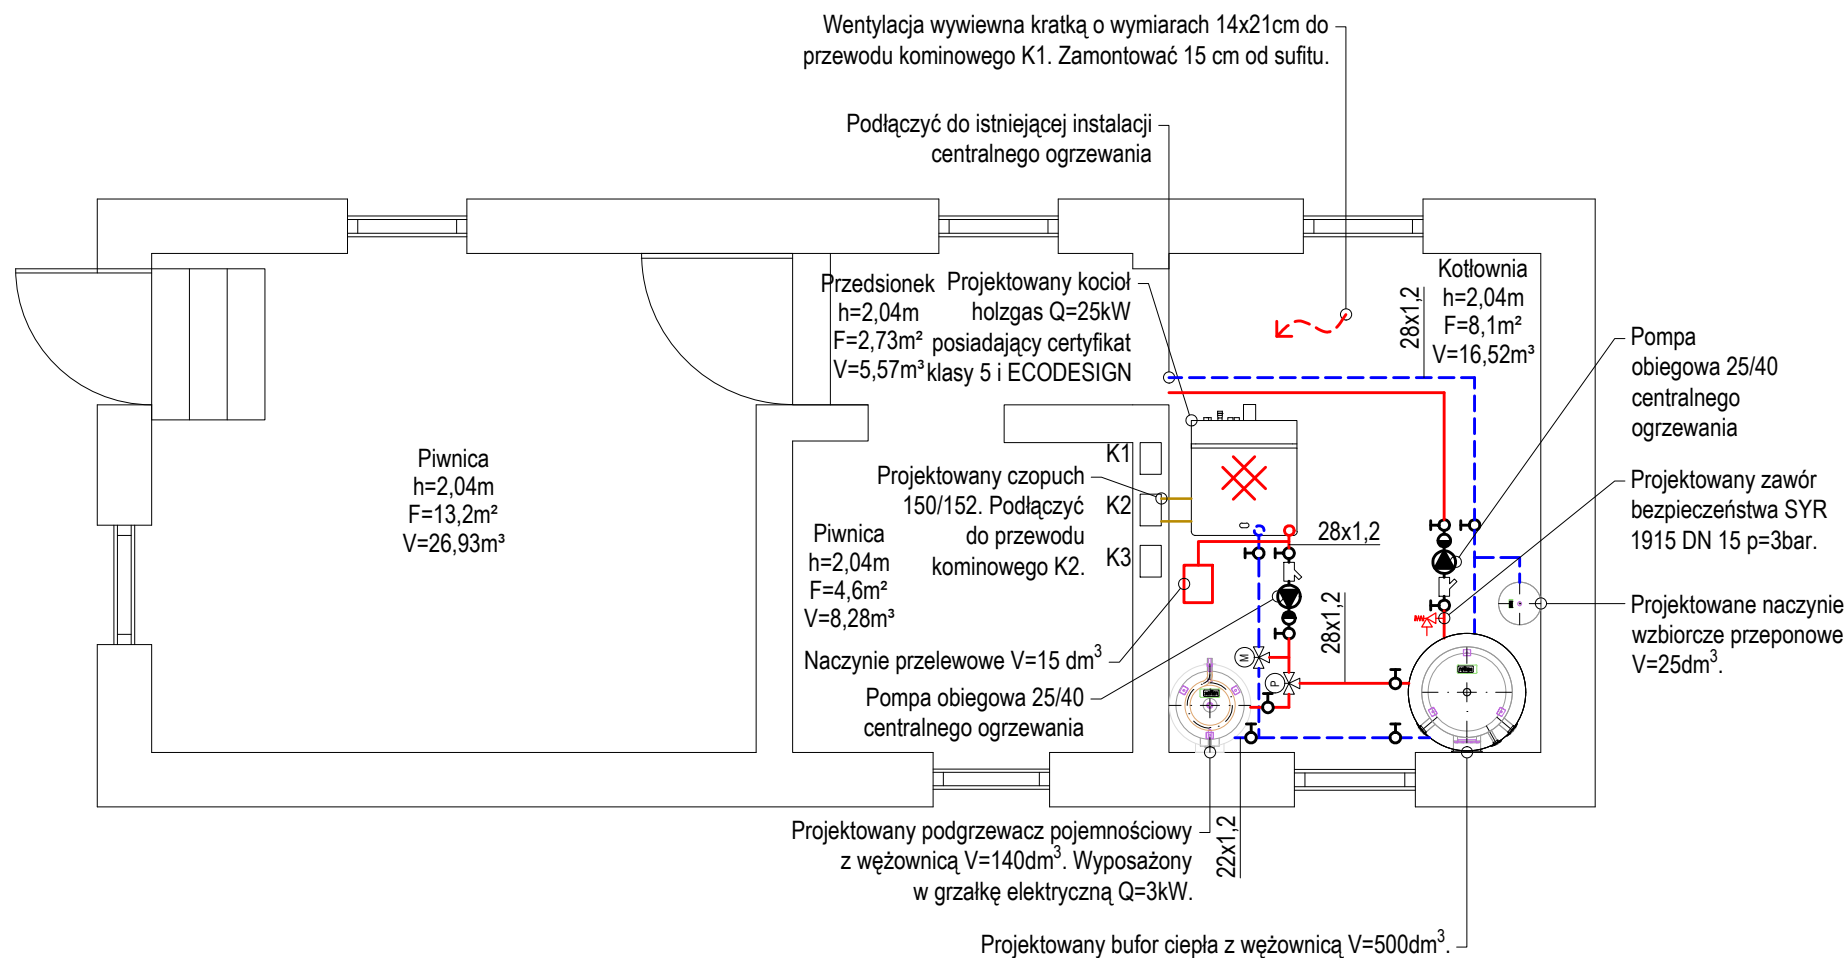 Wentylacja wywiewna kratką o wymiarach 14x21cm do
przewodu kominowego K1. Zamontować 15 cm od sufitu.
Podłączyć do istniejącej instalacji
centralnego ogrzewania
Przedsionek
h=2,04m
F=2,73m²
V=5,57m³
Projektowany kocioł
holzgas Q=25kW
posiadający certyfikat
klasy 5 i ECODESIGN
28x1,2
Kotłownia
h=2,04m
F=8,1m²
V=16,52m³
Pompa
obiegowa 25/40
centralnego
ogrzewania
Piwnica
h=2,04m
F=13,2m²
V=26,93m³
K1
K2
K3
Projektowany czopuch
150/152. Podłączyć
do przewodu
kominowego K2.
Piwnica
h=2,04m
F=4,6m²
V=8,28m³
28x1,2
Projektowany zawór
bezpieczeństwa SYR
1915 DN 15 p=3bar.
28x1,2
Projektowane naczynie
wzbiorcze przeponowe
V=25dm³.
Naczynie przelewowe V=15 dm³
M
P
Pompa obiegowa 25/40
centralnego ogrzewania
Projektowany podgrzewacz pojemnościowy
z wężownicą V=140dm³. Wyposażony
w grzałkę elektryczną Q=3kW.
22x1,2
Projektowany bufor ciepła z wężownicą V=500dm³.